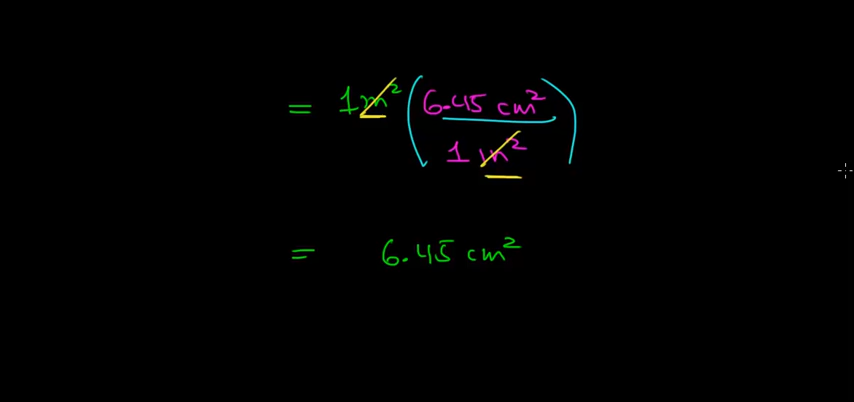 = 1 in² ( 6.45 cm² / 1 in² )
= 6.45 cm²